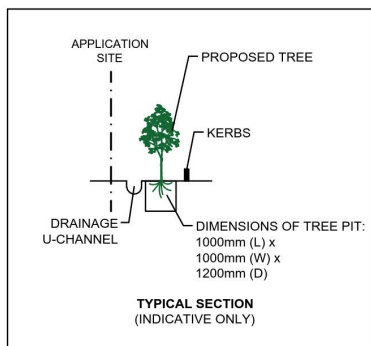 APPLICATION
SITE
PROPOSED TREE
KERBS
DRAINAGE
U-CHANNEL
DIMENSIONS OF TREE PIT:
1000mm (L) x
1000mm (W) x
1200mm (D)
TYPICAL SECTION
(INDICATIVE ONLY)